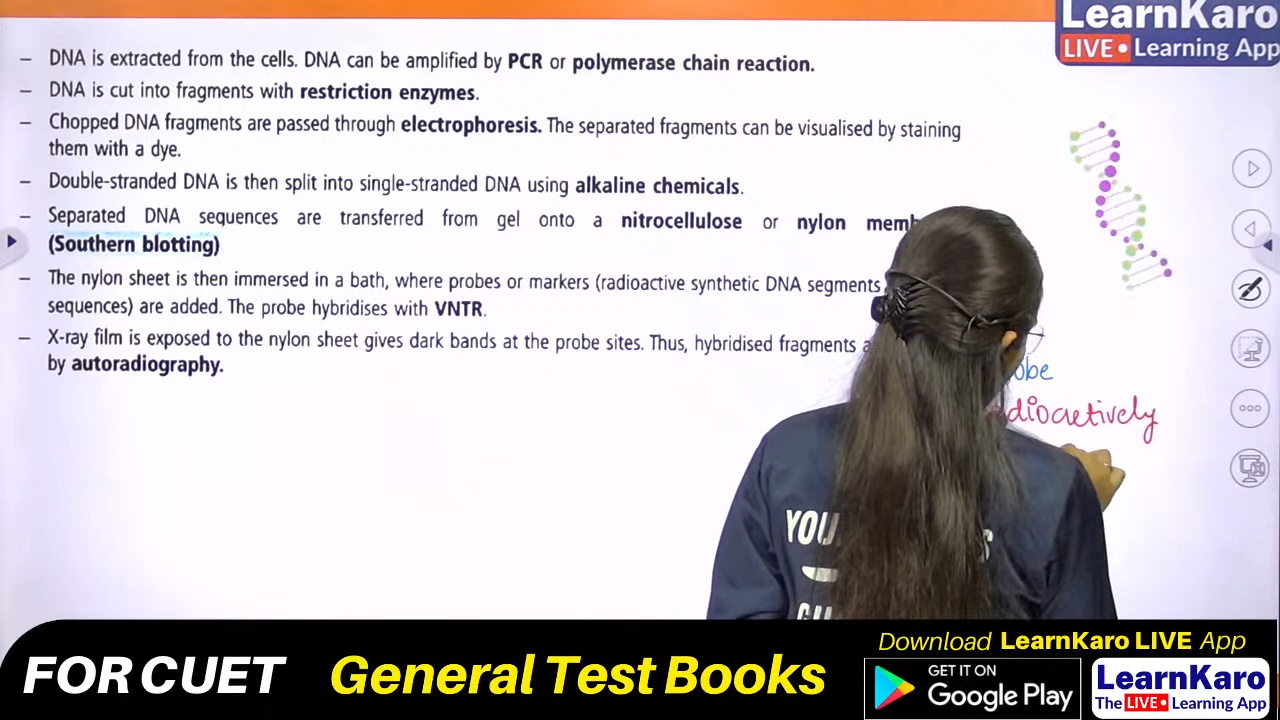 LearnKaro
LIVE • Learning App
– DNA is extracted from the cells. DNA can be amplified by PCR or polymerase chain reaction.
– DNA is cut into fragments with restriction enzymes.
– Chopped DNA fragments are passed through electrophoresis. The separated fragments can be visualised by staining
them with a dye.
– Double-stranded DNA is then split into single-stranded DNA using alkaline chemicals.
– Separated DNA sequences are transferred from gel onto a nitrocellulose or nylon
(Southern blotting)
– The nylon sheet is then immersed in a bath, where probes or markers (radioactive synthetic DNA segments
sequences) are added. The probe hybridises with VNTR.
– X-ray film is exposed to the nylon sheet gives dark bands at the probe sites. Thus, hybridised fragments
by autoradiography.
FOR CUET General Test Books
Download LearnKaro LIVE App
GET IT ON
Google Play
LearnKaro
The LIVE • Learning App